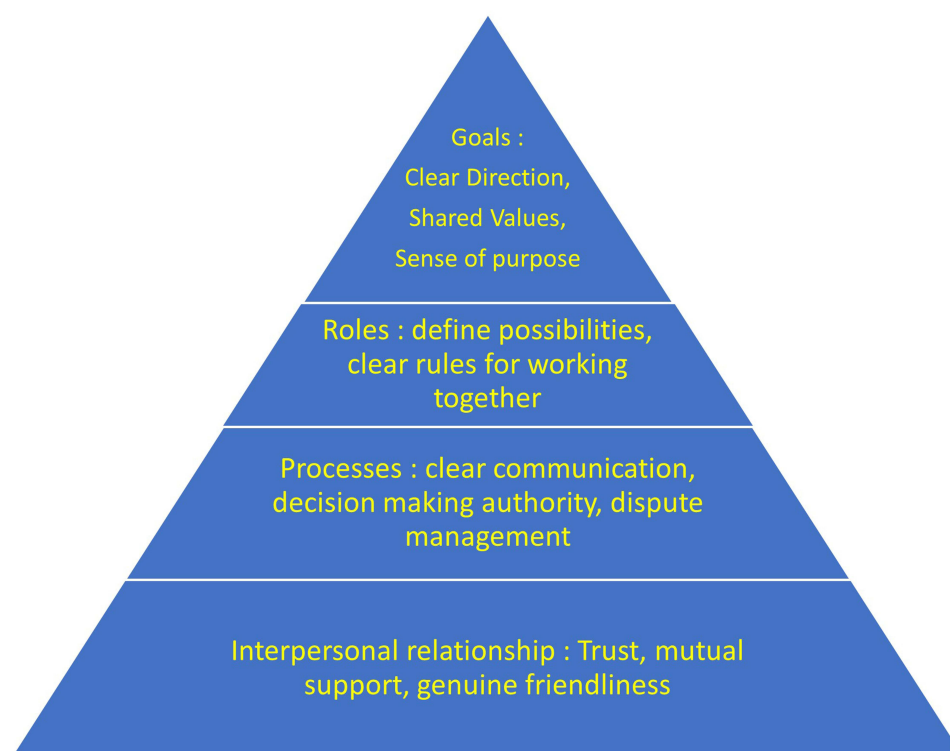 Goals :
Clear Direction,
Shared Values,
Sense of purpose
Roles : define possibilities,
clear rules for working
together
Processes : clear communication,
decision making authority, dispute
management
Interpersonal relationship : Trust, mutual
support, genuine friendliness